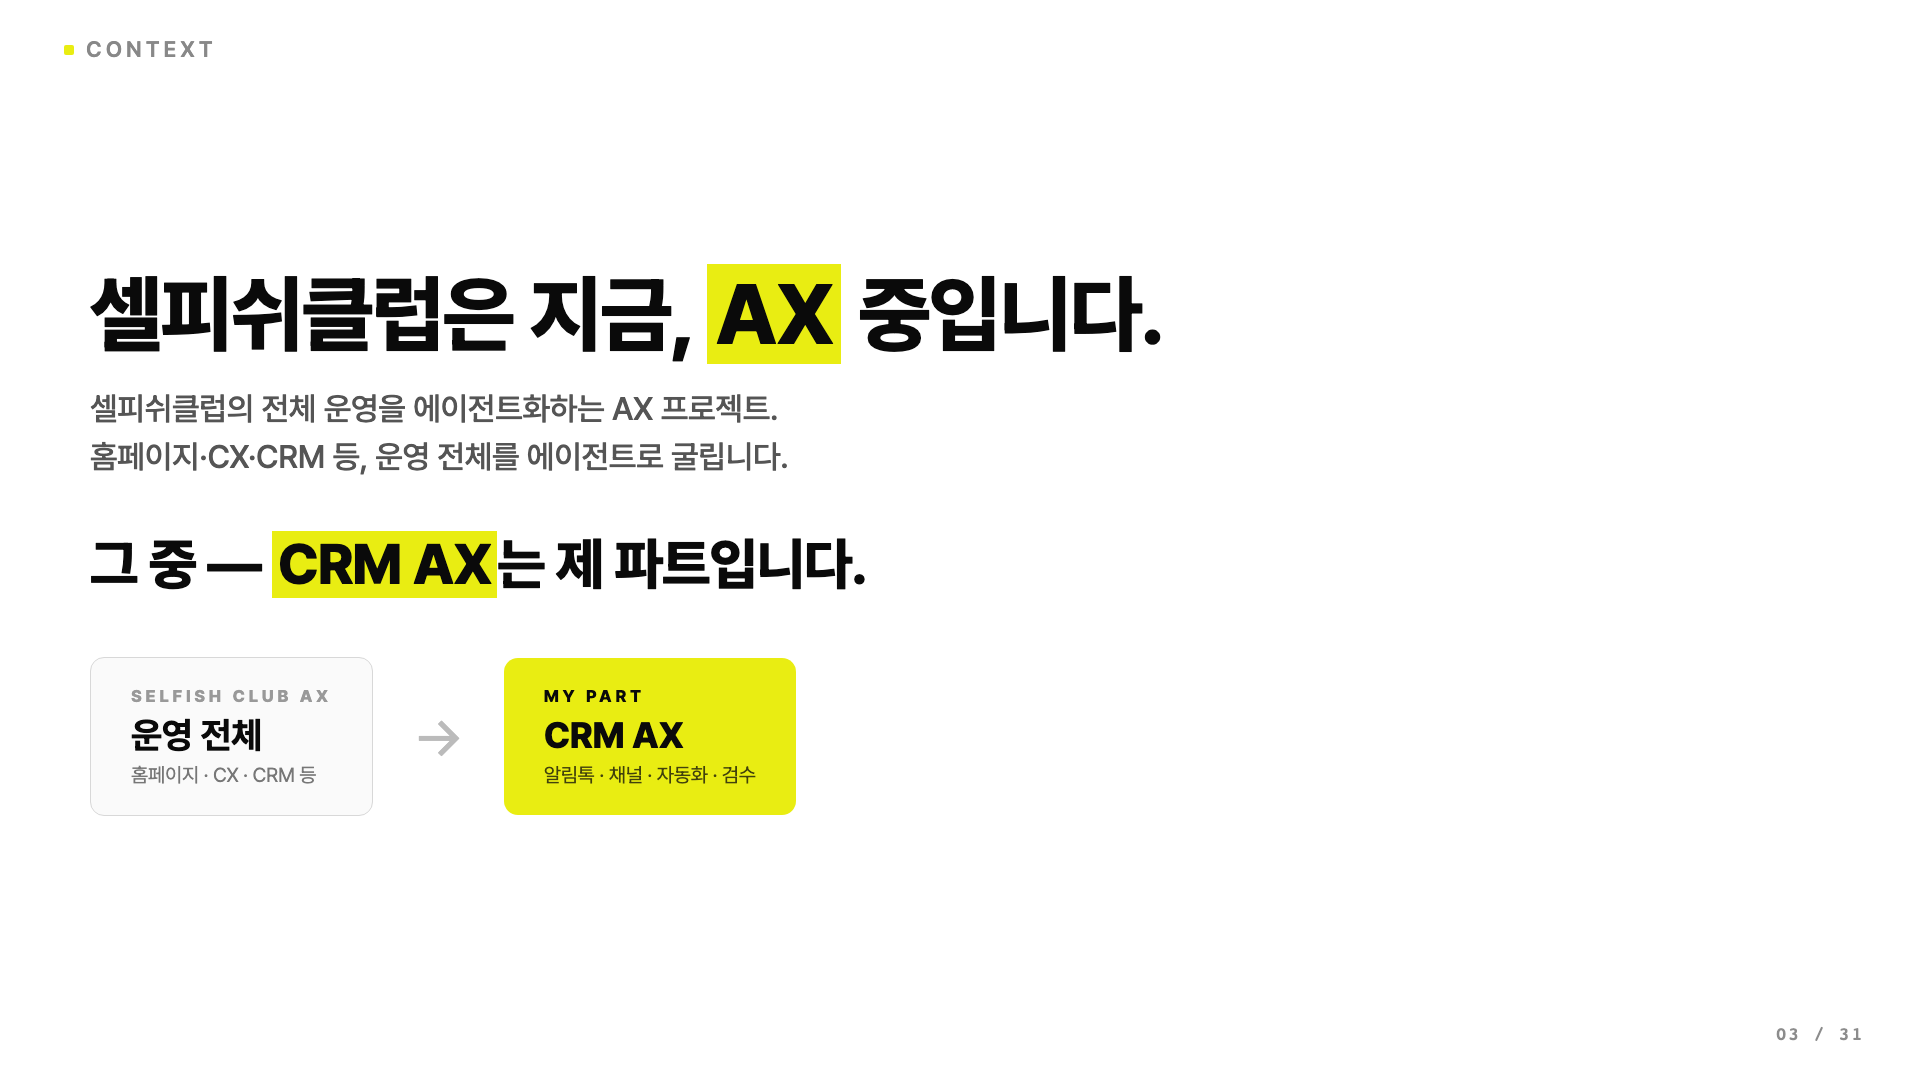 CONTEXT
셀피쉬클럽은 지금, AX 중입니다.
셀피쉬클럽의 전체 운영을 에이전트화하는 AX 프로젝트.
홈페이지·CX·CRM 등, 운영 전체를 에이전트로 굴립니다.
그 중 — CRM AX는 제 파트입니다.
SELFISH CLUB AX
운영 전체
홈페이지 · CX · CRM 등
→
MY PART
CRM AX
알림톡 · 채널 · 자동화 · 검수
03 / 31